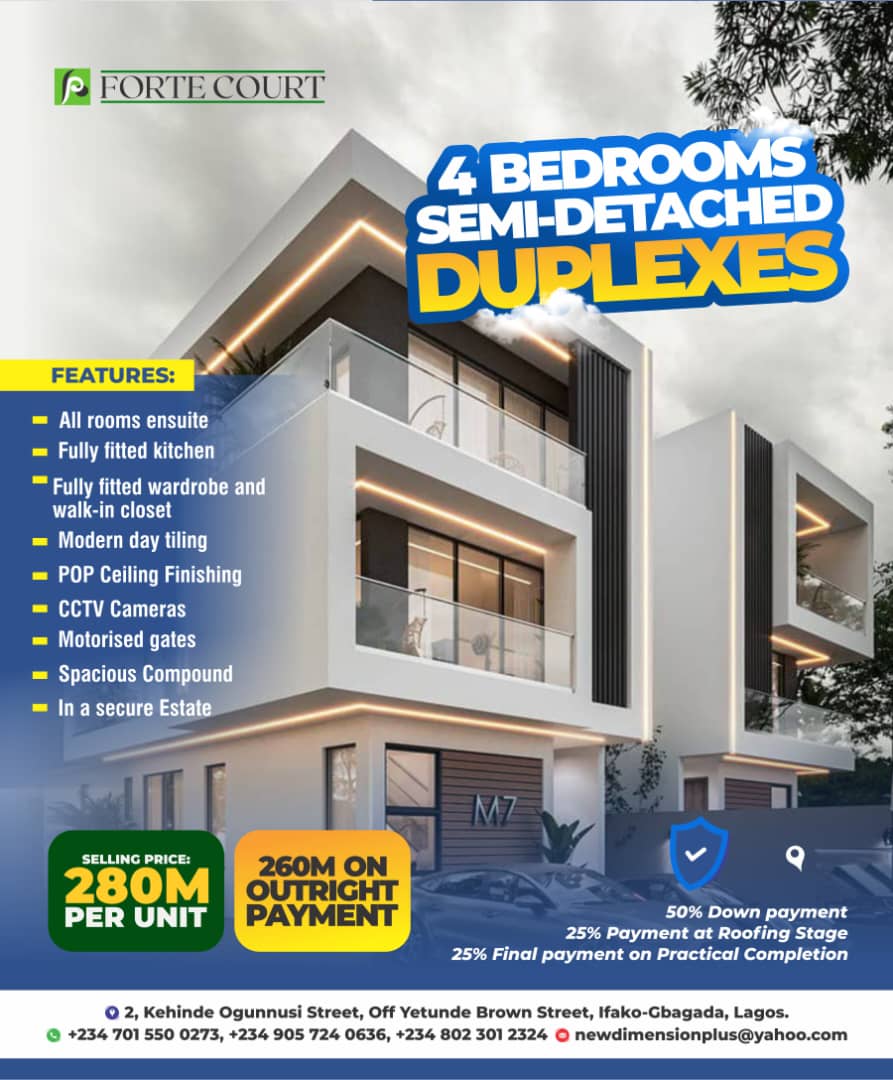 FORTE COURT
4 BEDROOMS
SEMI-DETACHED
DUPLEXES
FEATURES:
All rooms ensuite
Fully fitted kitchen
Fully fitted wardrobe and
walk-in closet
Modern day tiling
POP Ceiling Finishing
CCTV Cameras
Motorised gates
Spacious Compound
In a secure Estate
M7
SELLING PRICE:
280M
PER UNIT
260M ON
OUTRIGHT
PAYMENT
50% Down payment
25% Payment at Roofing Stage
25% Final payment on Practical Completion
2, Kehinde Ogunnusi Street, Off Yetunde Brown Street, Ifako-Gbagada, Lagos.
+234 701 550 0273, +234 905 724 0636, +234 802 301 2324 newdimensionplus@yahoo.com